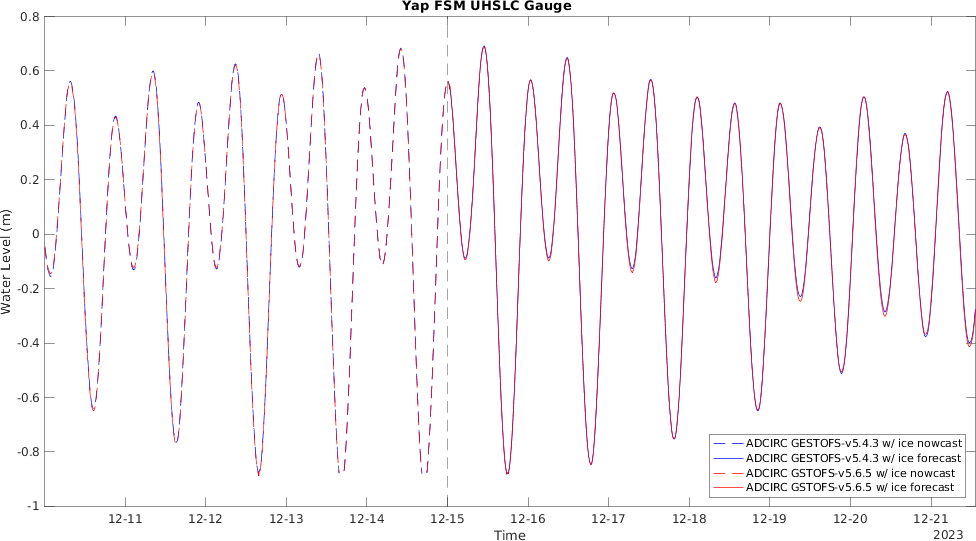 Yap FSM UHSLC Gauge
0.8
0.6
0.4
0.2
0
-0.2
-0.4
-0.6
-0.8
-1
Water Level (m)
12-11 12-12 12-13 12-14 12-15 12-16 12-17 12-18 12-19 12-20 12-21
Time
2023
ADCIRC GESTOFS-v5.4.3 w/ ice nowcast
ADCIRC GESTOFS-v5.4.3 w/ ice forecast
ADCIRC GSTOFS-v5.6.5 w/ ice nowcast
ADCIRC GSTOFS-v5.6.5 w/ ice forecast